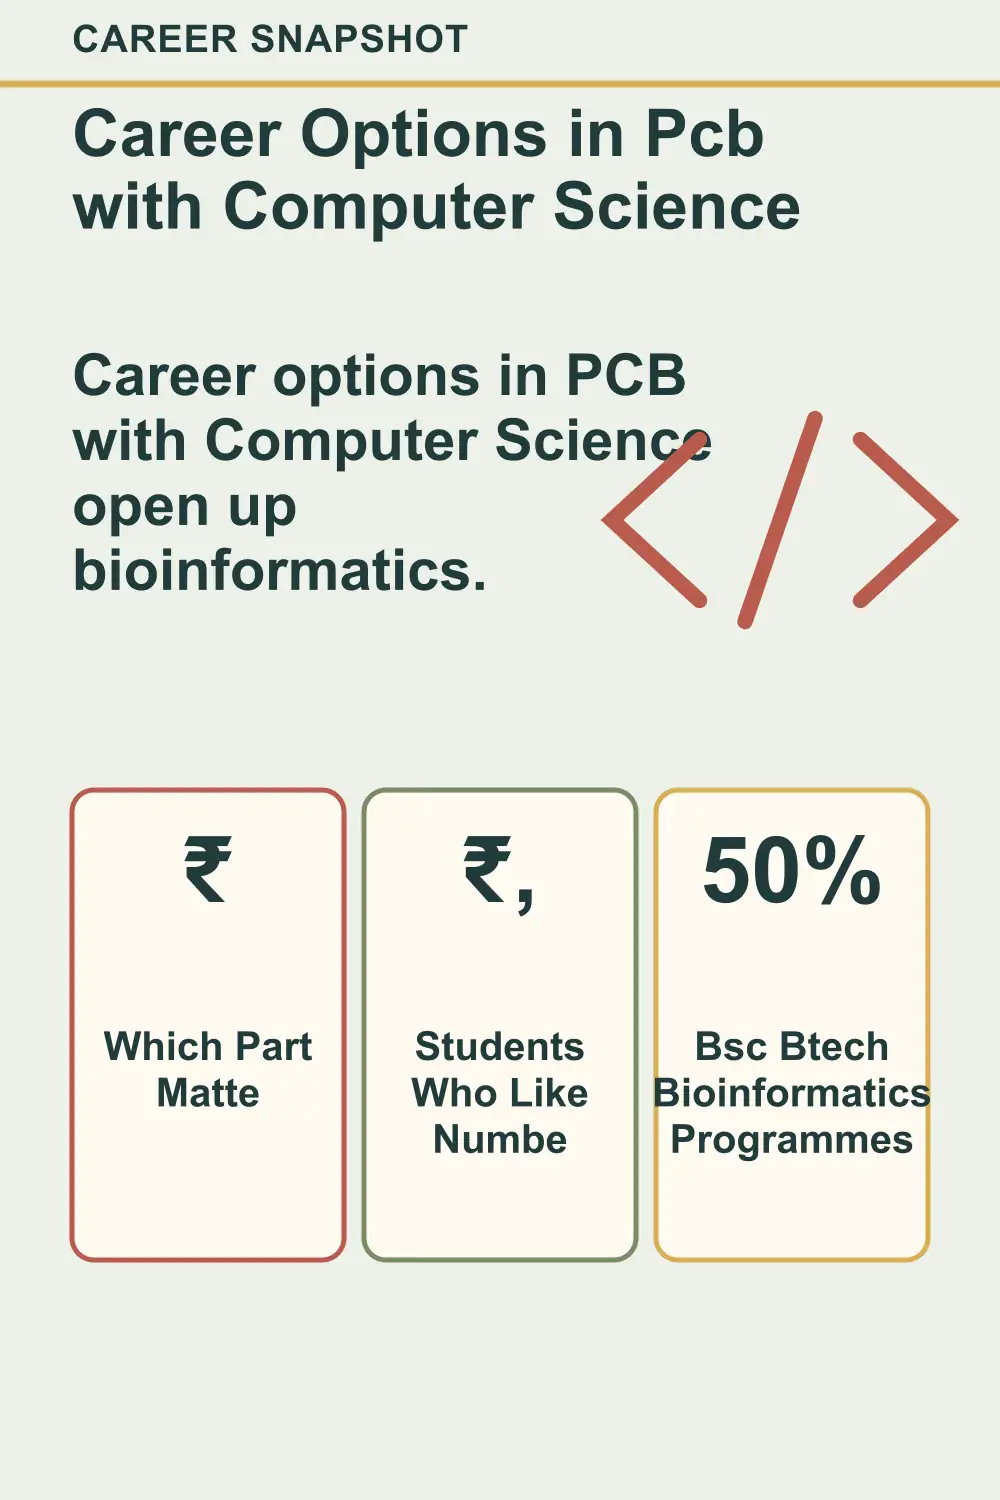 CAREER SNAPSHOT
Career Options in Pcb
with Computer Science
Career options in PCB
with Computer Science
open up
bioinformatics.
</>
₹
Which Part
Matte
₹,
Students
Who Like
Numbe
50%
Bsc Btech
Bioinformatics
Programmes